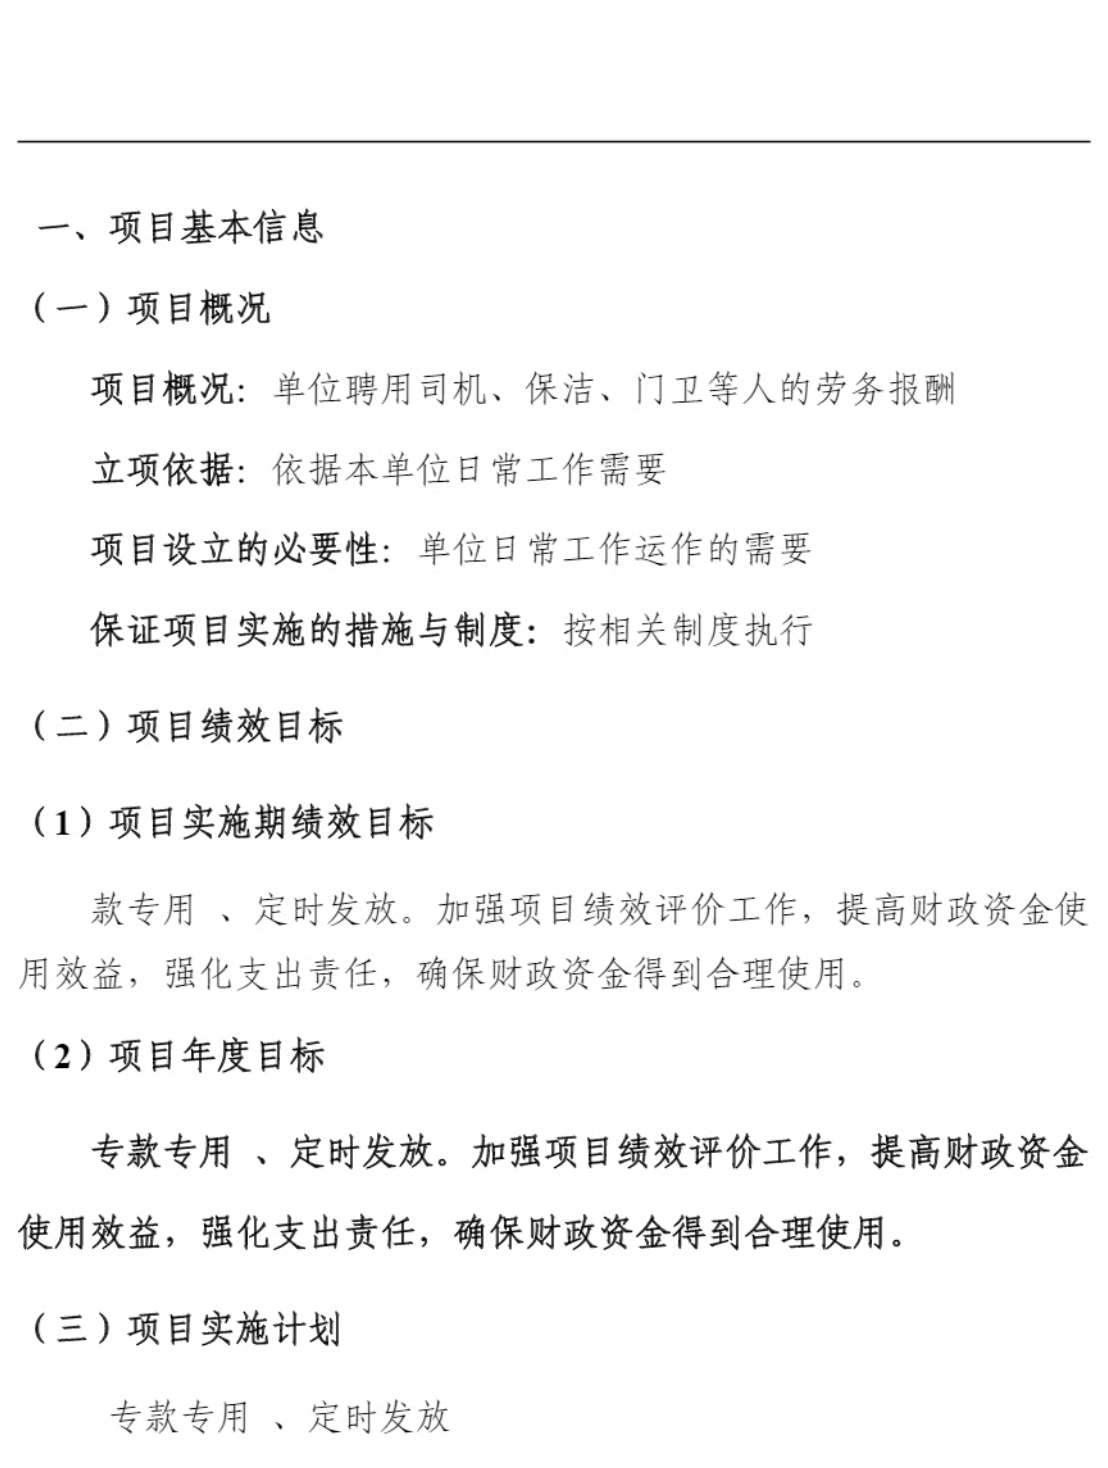 一、项目基本信息
（一）项目概况
项目概况：单位聘用司机、保洁、门卫等人的劳务报酬
立项依据：依据本单位日常工作需要
项目设立的必要性：单位日常工作运作的需要
保证项目实施的措施与制度：按相关制度执行
（二）项目绩效目标
（1）项目实施期绩效目标
款专用 、定时发放。加强项目绩效评价工作，提高财政资金使
用效益，强化支出责任，确保财政资金得到合理使用。
（2）项目年度目标
专款专用 、定时发放。加强项目绩效评价工作，提高财政资金
使用效益，强化支出责任，确保财政资金得到合理使用。
（三）项目实施计划
专款专用 、定时发放